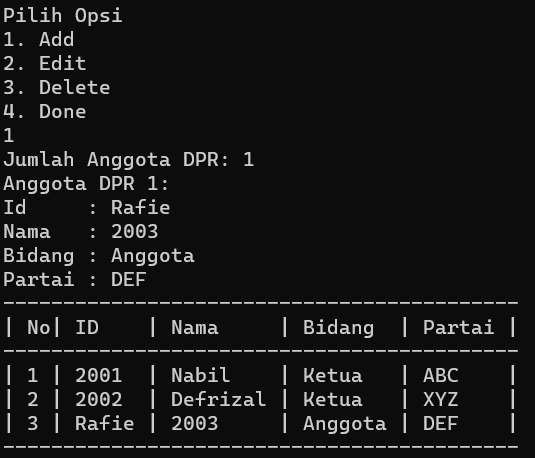 Pilih Opsi
1. Add
2. Edit
3. Delete
4. Done
1
Jumlah Anggota DPR: 1
Anggota DPR 1:
Id     : Rafie
Nama   : 2003
Bidang : Anggota
Partai : DEF
-------------------------------------------
| No| ID    | Nama     | Bidang  | Partai |
-------------------------------------------
| 1 | 2001  | Nabil    | Ketua   | ABC    |
| 2 | 2002  | Defrizal | Ketua   | XYZ    |
| 3 | Rafie | 2003     | Anggota | DEF    |
-------------------------------------------